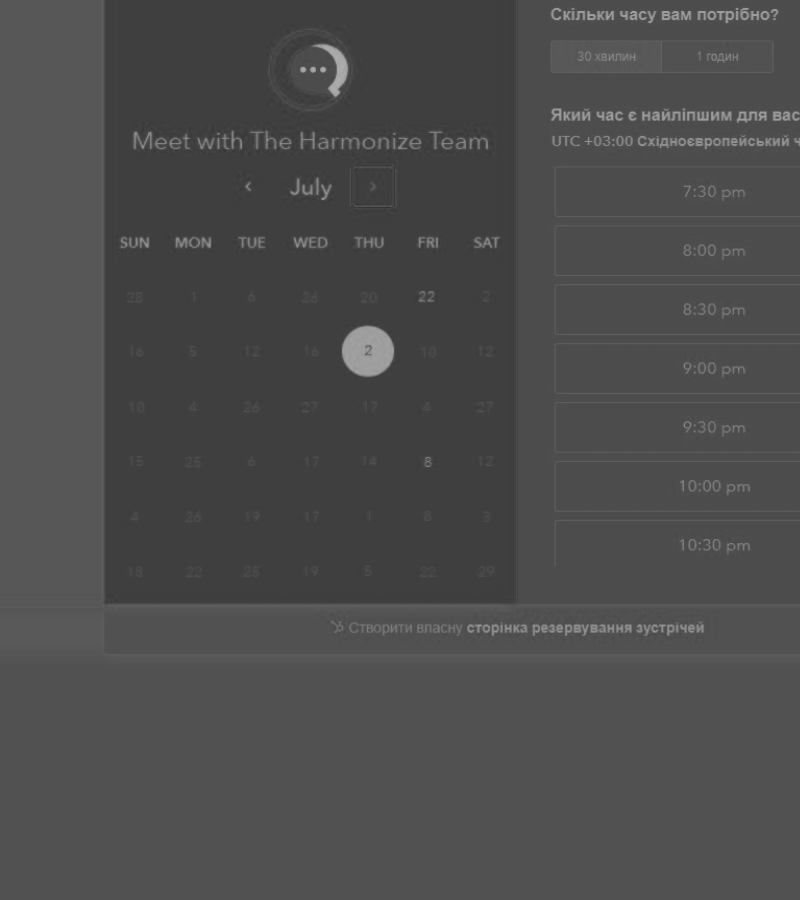 Meet with The Harmonize Team
July
SUN MON TUE WED THU FRI SAT
28 1 6 26 20 22 2
16 5 12 16 2 10 12
10 4 26 27 17 4 27
15 25 6 17 14 8 12
4 26 19 17 1 8 3
18 22 25 19 5 22 29
Скільки часу вам потрібно?
30 хвилин 1 годин
Який час є найліпшим для вас
UTC +03:00 Східноєвропейський ч
7:30 pm
8:00 pm
8:30 pm
9:00 pm
9:30 pm
10:00 pm
10:30 pm
Створити власну сторінка резервування зустрічей